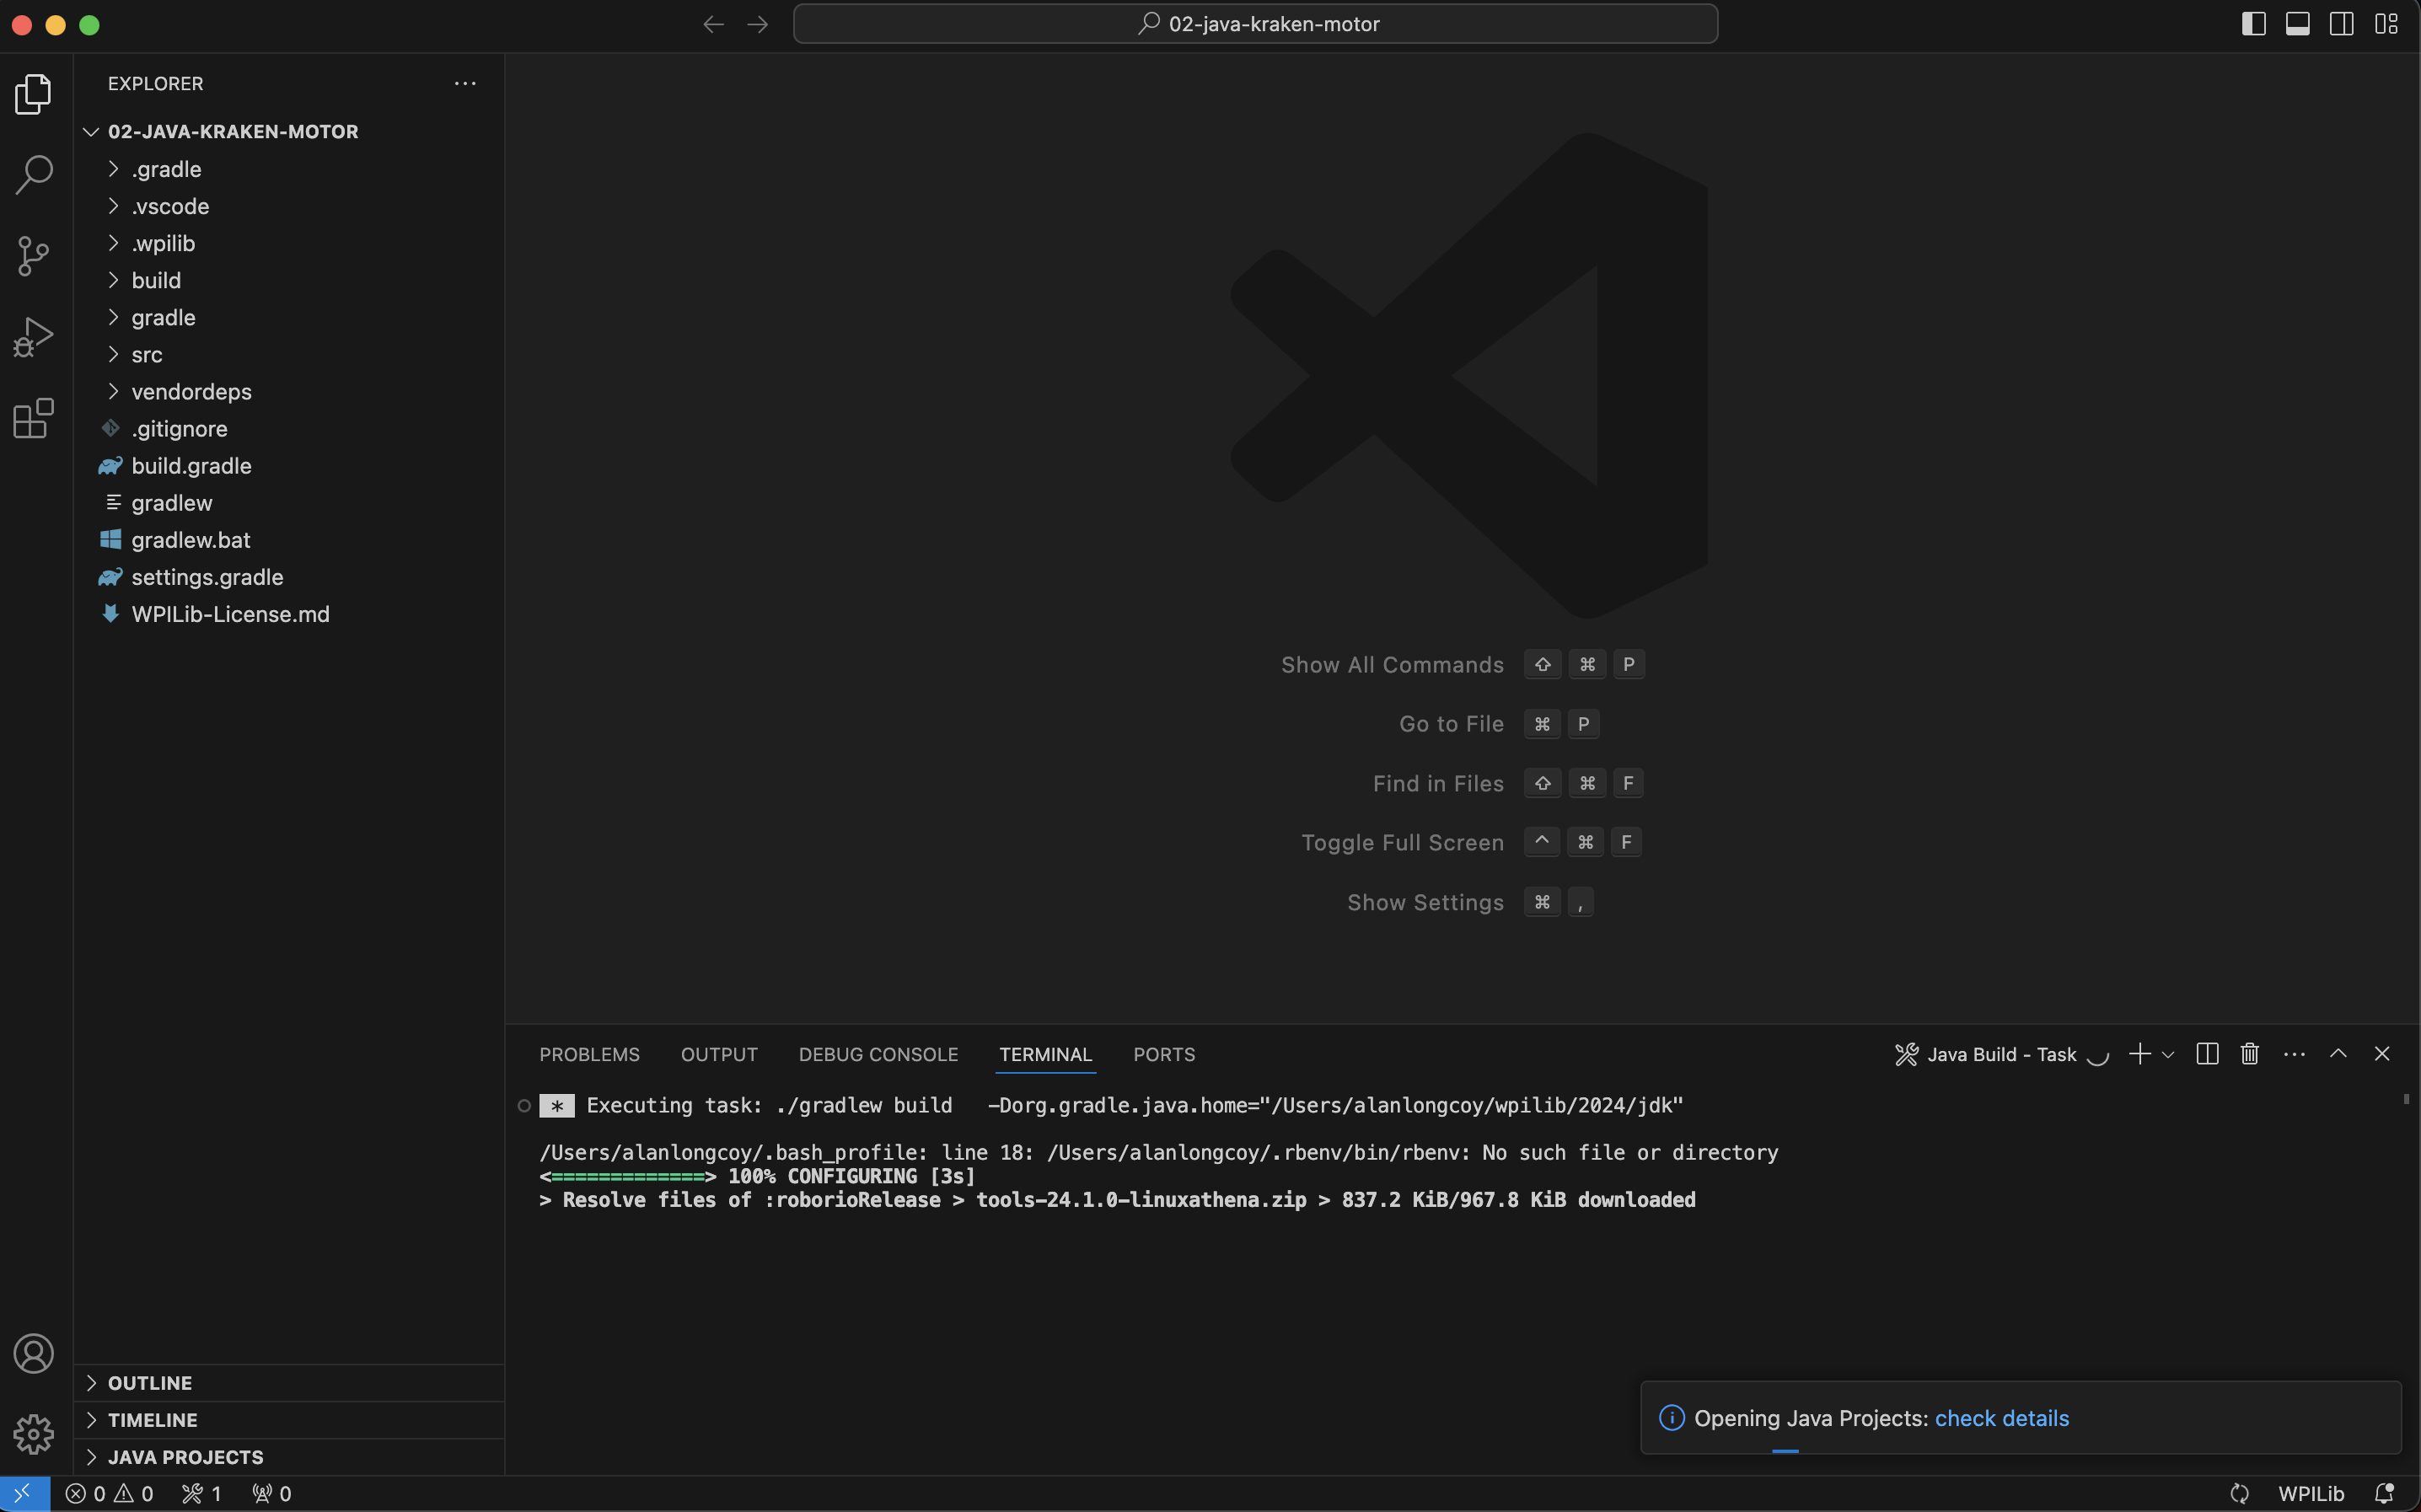 02-java-kraken-motor
EXPLORER
02-JAVA-KRAKEN-MOTOR
.gradle
.vscode
.wpilib
build
gradle
src
vendordeps
.gitignore
build.gradle
gradlew
gradlew.bat
settings.gradle
WPILib-License.md
OUTLINE
TIMELINE
JAVA PROJECTS
Show All Commands ⇧ ⌘ P
Go to File ⌘ P
Find in Files ⇧ ⌘ F
Toggle Full Screen ^ ⌘ F
Show Settings ⌘ ,
PROBLEMS OUTPUT DEBUG CONSOLE TERMINAL PORTS Java Build - Task
* Executing task: ./gradlew build   -Dorg.gradle.java.home="/Users/alanlongcoy/wpilib/2024/jdk"
/Users/alanlongcoy/.bash_profile: line 18: /Users/alanlongcoy/.rbenv/bin/rbenv: No such file or directory
<=============> 100% CONFIGURING [3s]
> Resolve files of :roborioRelease > tools-24.1.0-linuxathena.zip > 837.2 KiB/967.8 KiB downloaded
Opening Java Projects: check details
0 0 1 0 WPILib